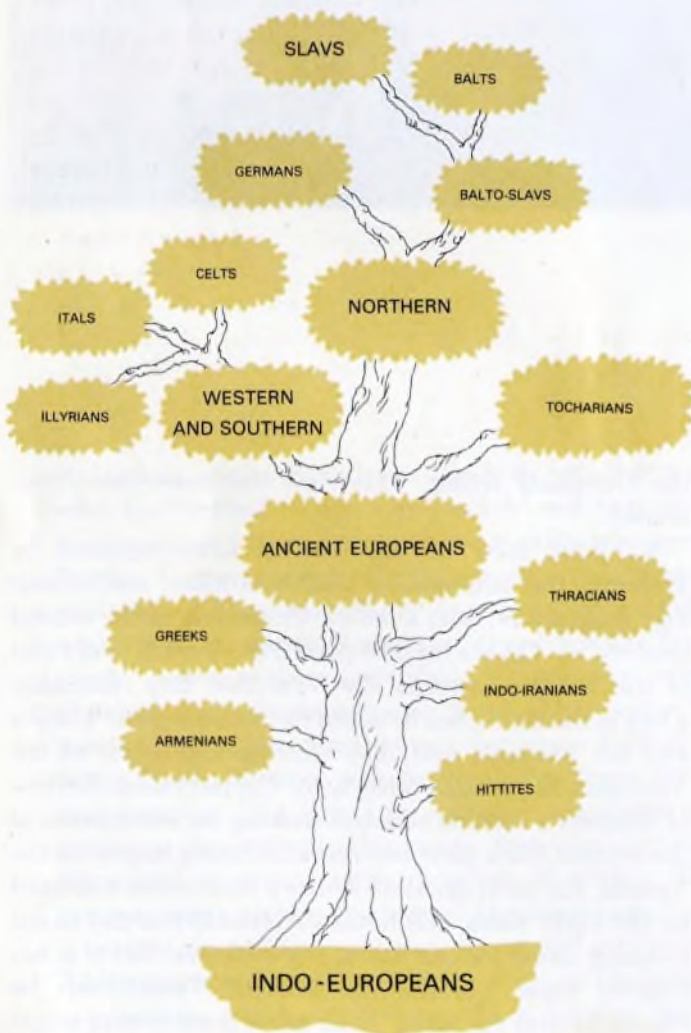 SLAVS
BALTS
GERMANS
BALTO-SLAVS
CELTS
ITALS
NORTHERN
ILLYRIANS
WESTERN
AND SOUTHERN
TOCHARIANS
ANCIENT EUROPEANS
THRACIANS
GREEKS
INDO-IRANIANS
ARMENIANS
HITTITES
INDO-EUROPEANS